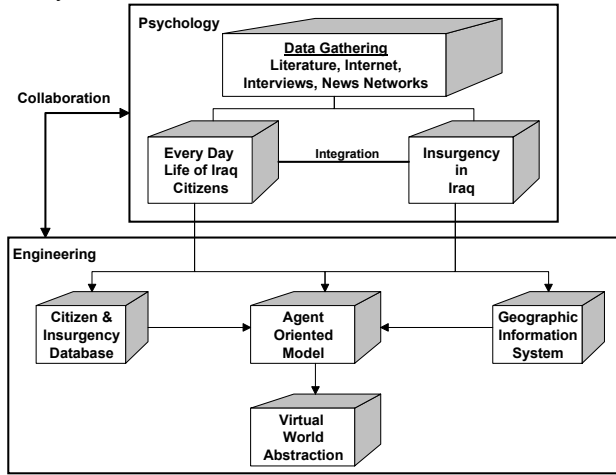 Psychology
Data Gathering
Literature, Internet,
Interviews, News Networks
Collaboration
Every Day
Life of Iraq
Citizens
Integration
Insurgency
in
Iraq
Engineering
Citizen &
Insurgency
Database
Agent
Oriented
Model
Geographic
Information
System
Virtual
World
Abstraction